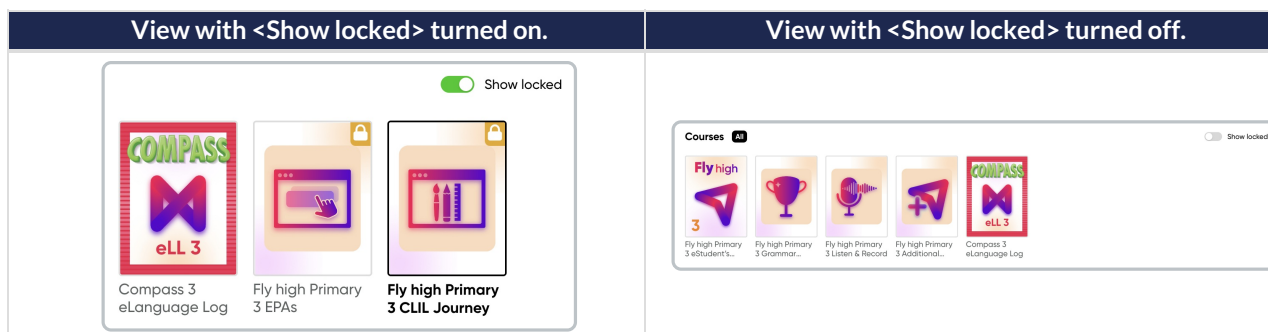 View with <Show locked> turned on.
View with <Show locked> turned off.
Show locked
COMPASS
eLL 3
Compass 3
eLanguage Log
Fly high Primary
3 EPAs
Fly high Primary
3 CLIL Journey
Courses All
Show locked
Fly high
3
Fly high Primary
3 eStudent's...
Fly high Primary
3 Grammar...
Fly high Primary
3 Listen & Record
Fly high Primary
3 Additional...
COMPASS
eLL 3
Compass 3
eLanguage Log